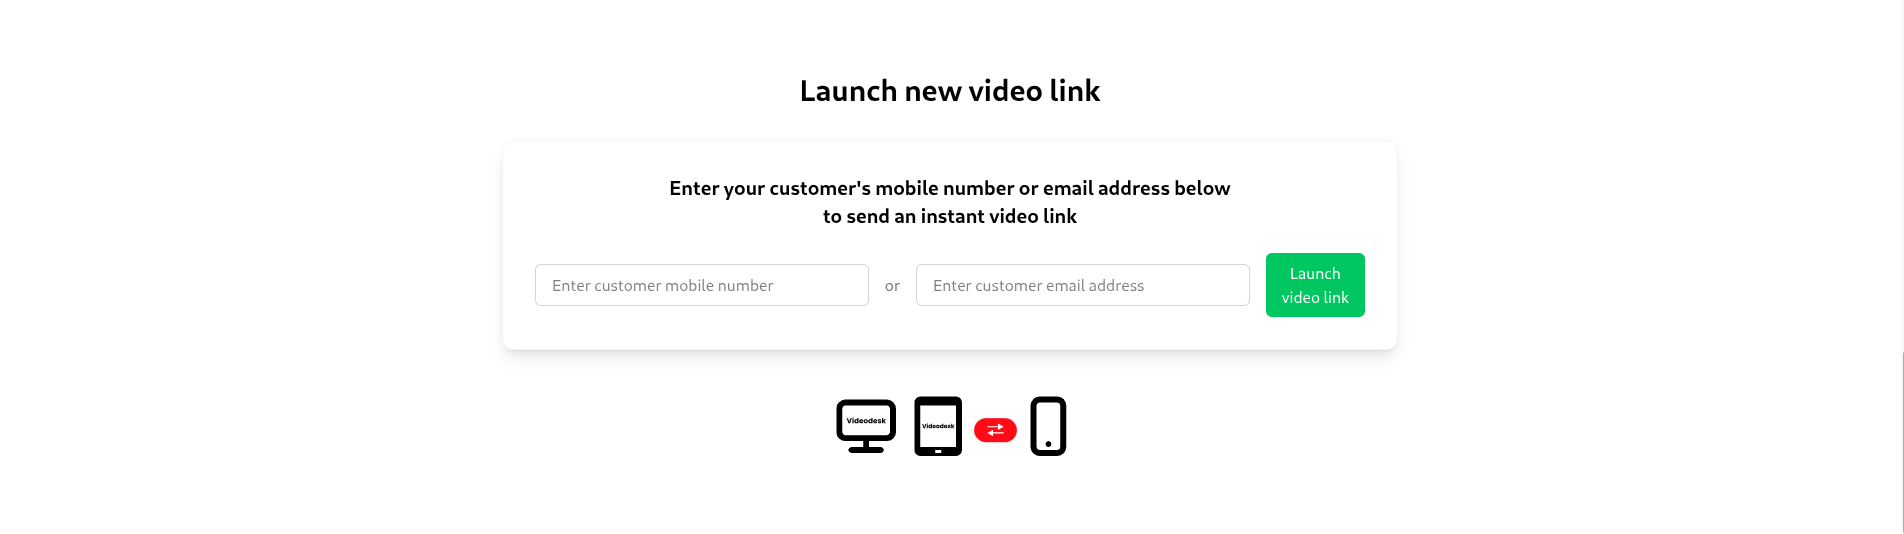 Launch new video link
Enter your customer's mobile number or email address below
to send an instant video link
Enter customer mobile number
or
Enter customer email address
Launch
video link
Videodesk
Videodesk